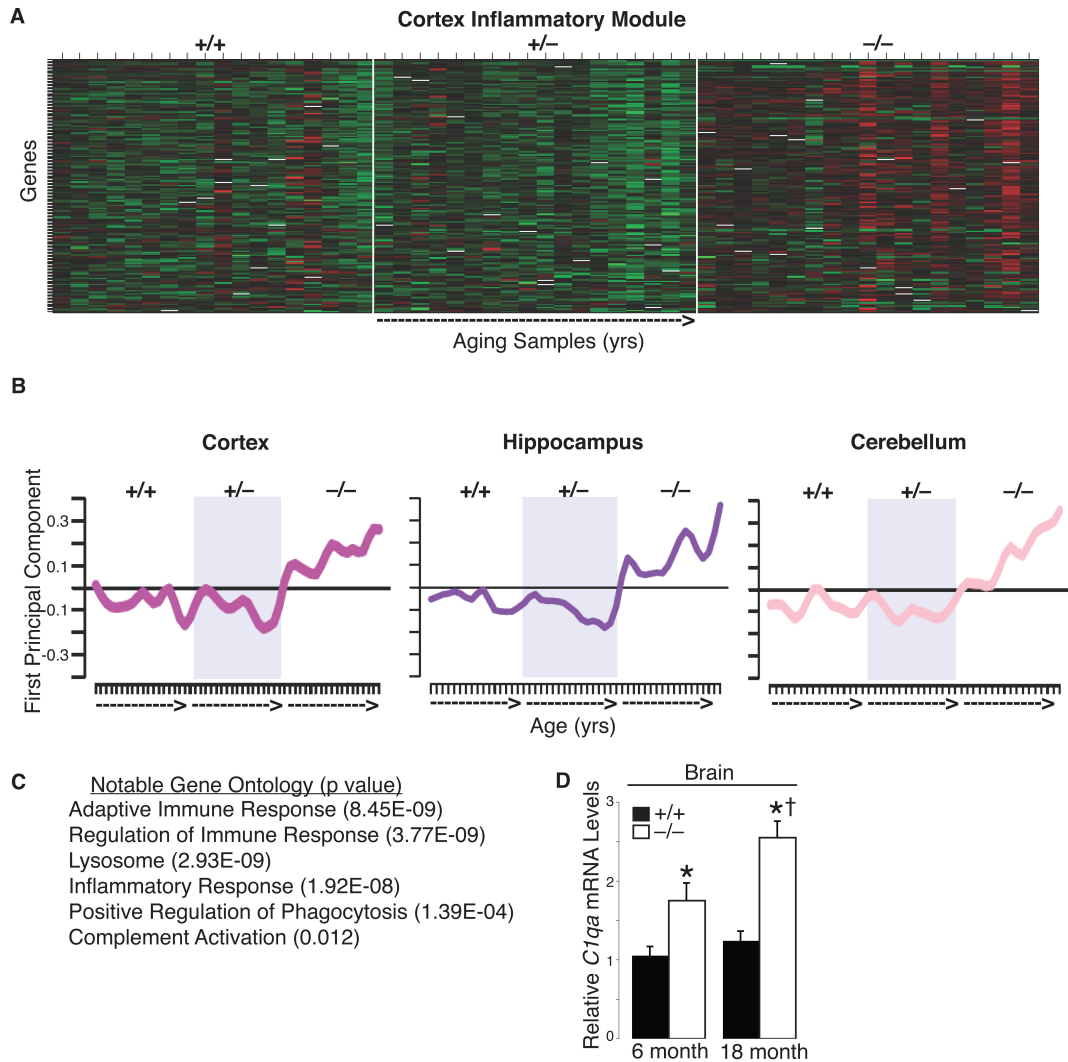 A
Cortex Inflammatory Module
+/+ +/– –/–
Genes
Aging Samples (yrs)
B
Cortex Hippocampus Cerebellum
+/+ +/– –/– +/+ +/– –/– +/+ +/– –/–
First Principal Component
0.3
0.1
-0.1
-0.3
Age (yrs)
C
Notable Gene Ontology (p value)
Adaptive Immune Response (8.45E-09)
Regulation of Immune Response (3.77E-09)
Lysosome (2.93E-09)
Inflammatory Response (1.92E-08)
Positive Regulation of Phagocytosis (1.39E-04)
Complement Activation (0.012)
D
Brain
Relative C1qa mRNA Levels
3
2
1
0
+/+
–/–
*
*†
6 month 18 month